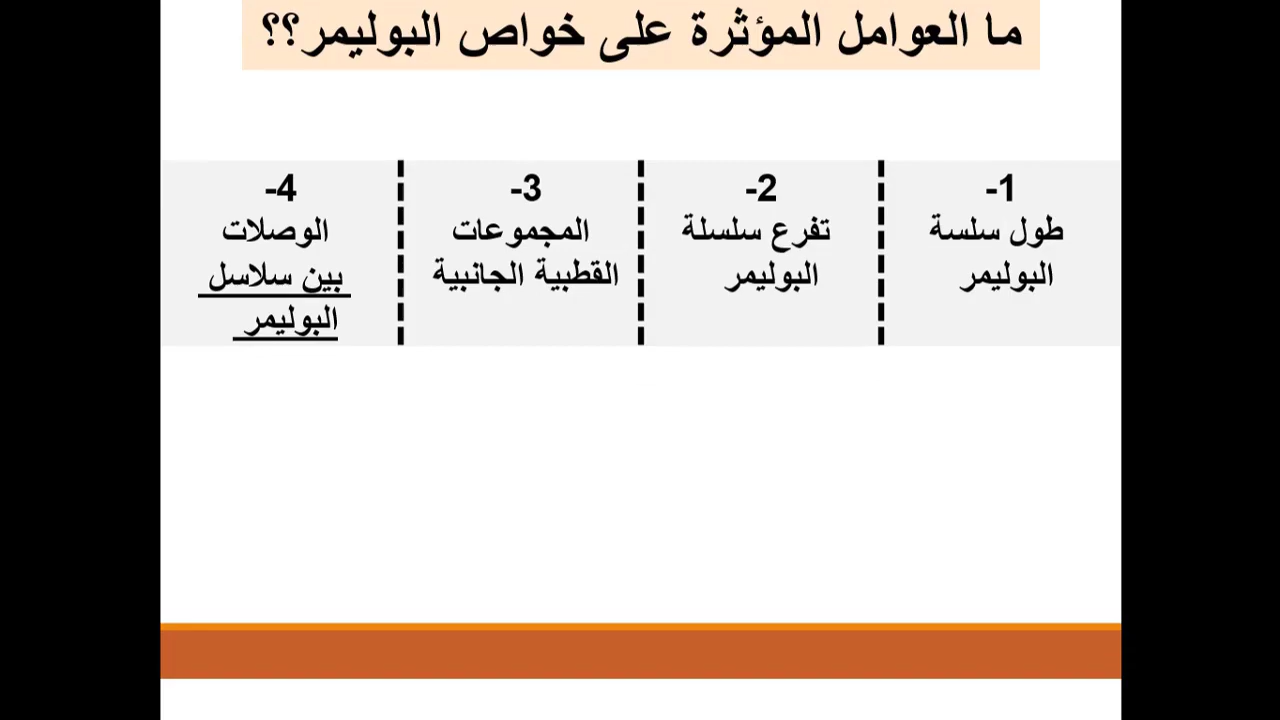 ما العوامل المؤثرة على خواص البوليمر؟؟
1-
طول سلسة
البوليمر
2-
تفرع سلسلة
البوليمر
3-
المجموعات
القطبية الجانبية
4-
الوصلات
بين سلاسل
البوليمر